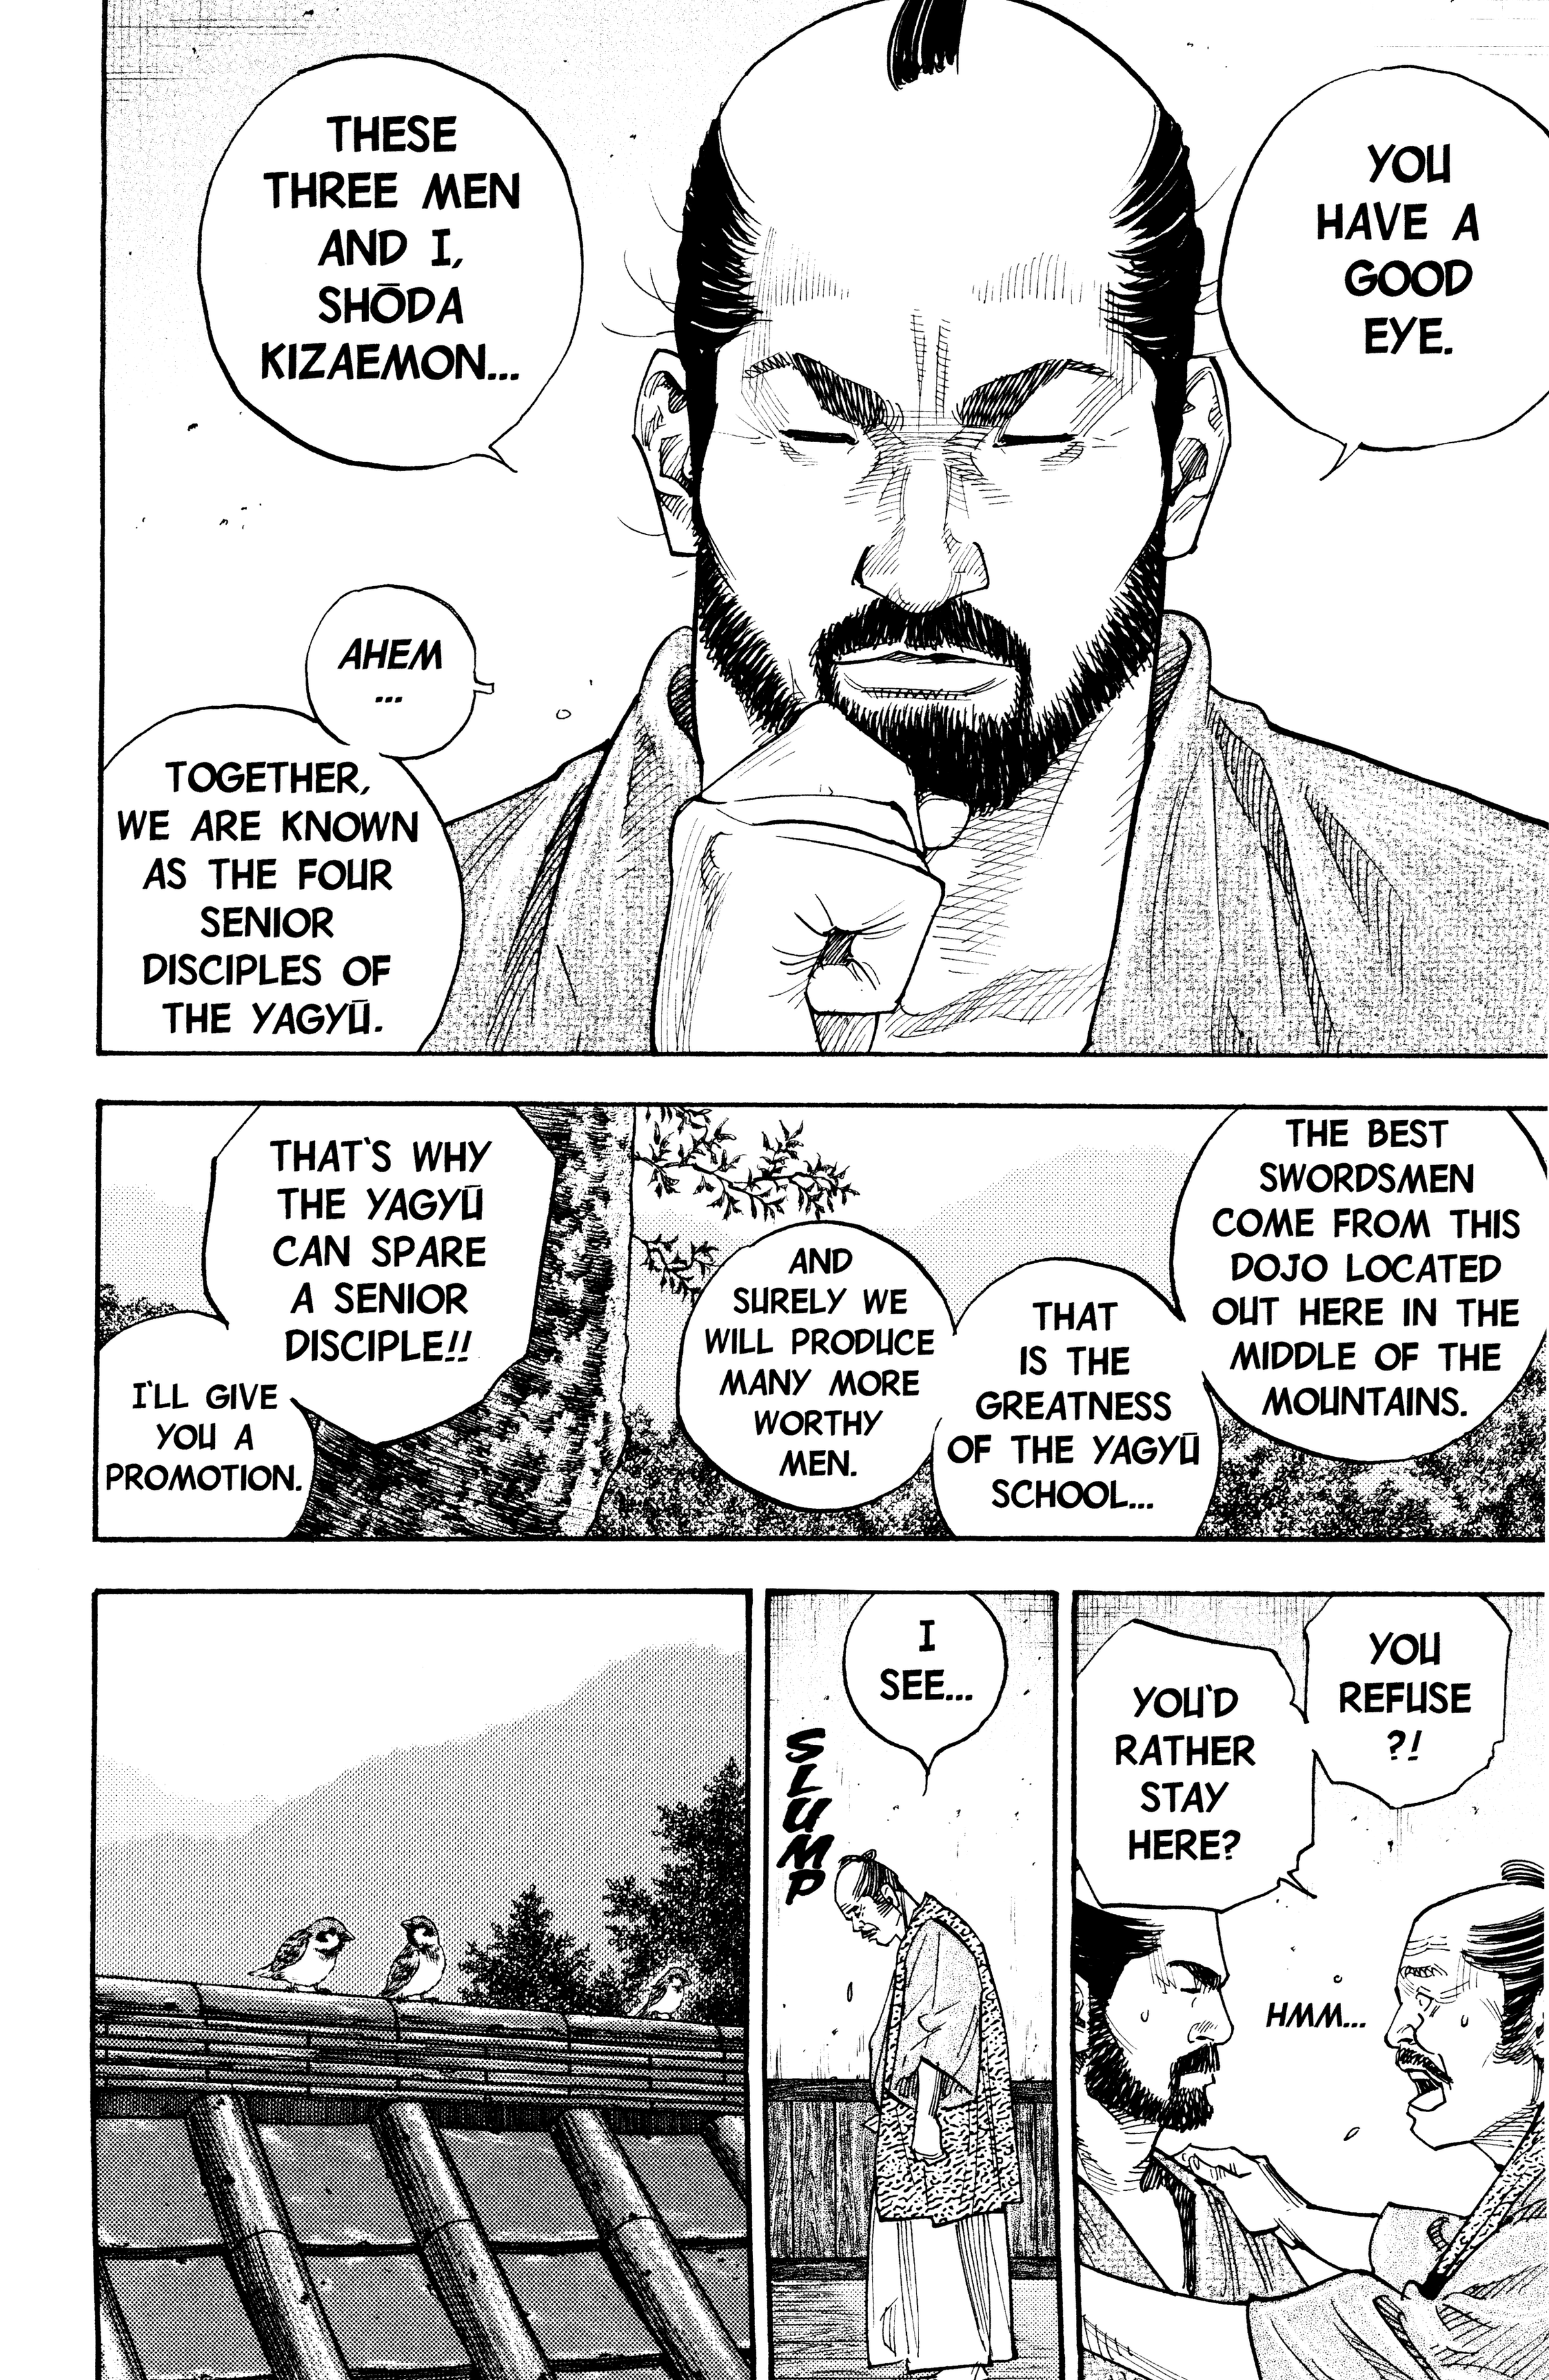 YOU
HAVE A
GOOD
EYE.
THESE
THREE MEN
AND I,
SHŌDA
KIZAEMON...
AHEM
...
TOGETHER,
WE ARE KNOWN
AS THE FOUR
SENIOR
DISCIPLES OF
THE YAGYŪ.
THE BEST
SWORDSMEN
COME FROM THIS
DOJO LOCATED
OUT HERE IN THE
MIDDLE OF THE
MOUNTAINS.
THAT
IS THE
GREATNESS
OF THE YAGYŪ
SCHOOL...
AND
SURELY WE
WILL PRODUCE
MANY MORE
WORTHY
MEN.
THAT'S WHY
THE YAGYŪ
CAN SPARE
A SENIOR
DISCIPLE!!
I'LL GIVE
YOU A
PROMOTION.
YOU
REFUSE
?!
YOU'D
RATHER
STAY
HERE?
HMM...
I
SEE...
SLUMP